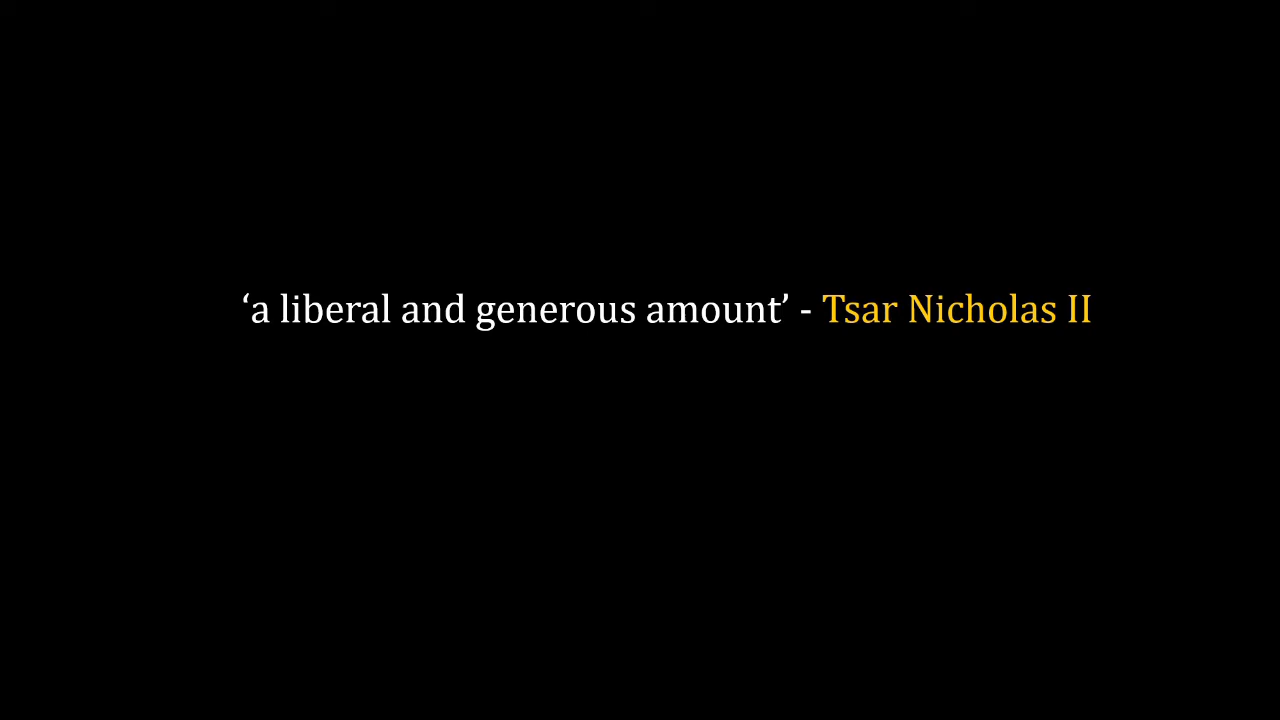 ‘a liberal and generous amount’ - Tsar Nicholas II